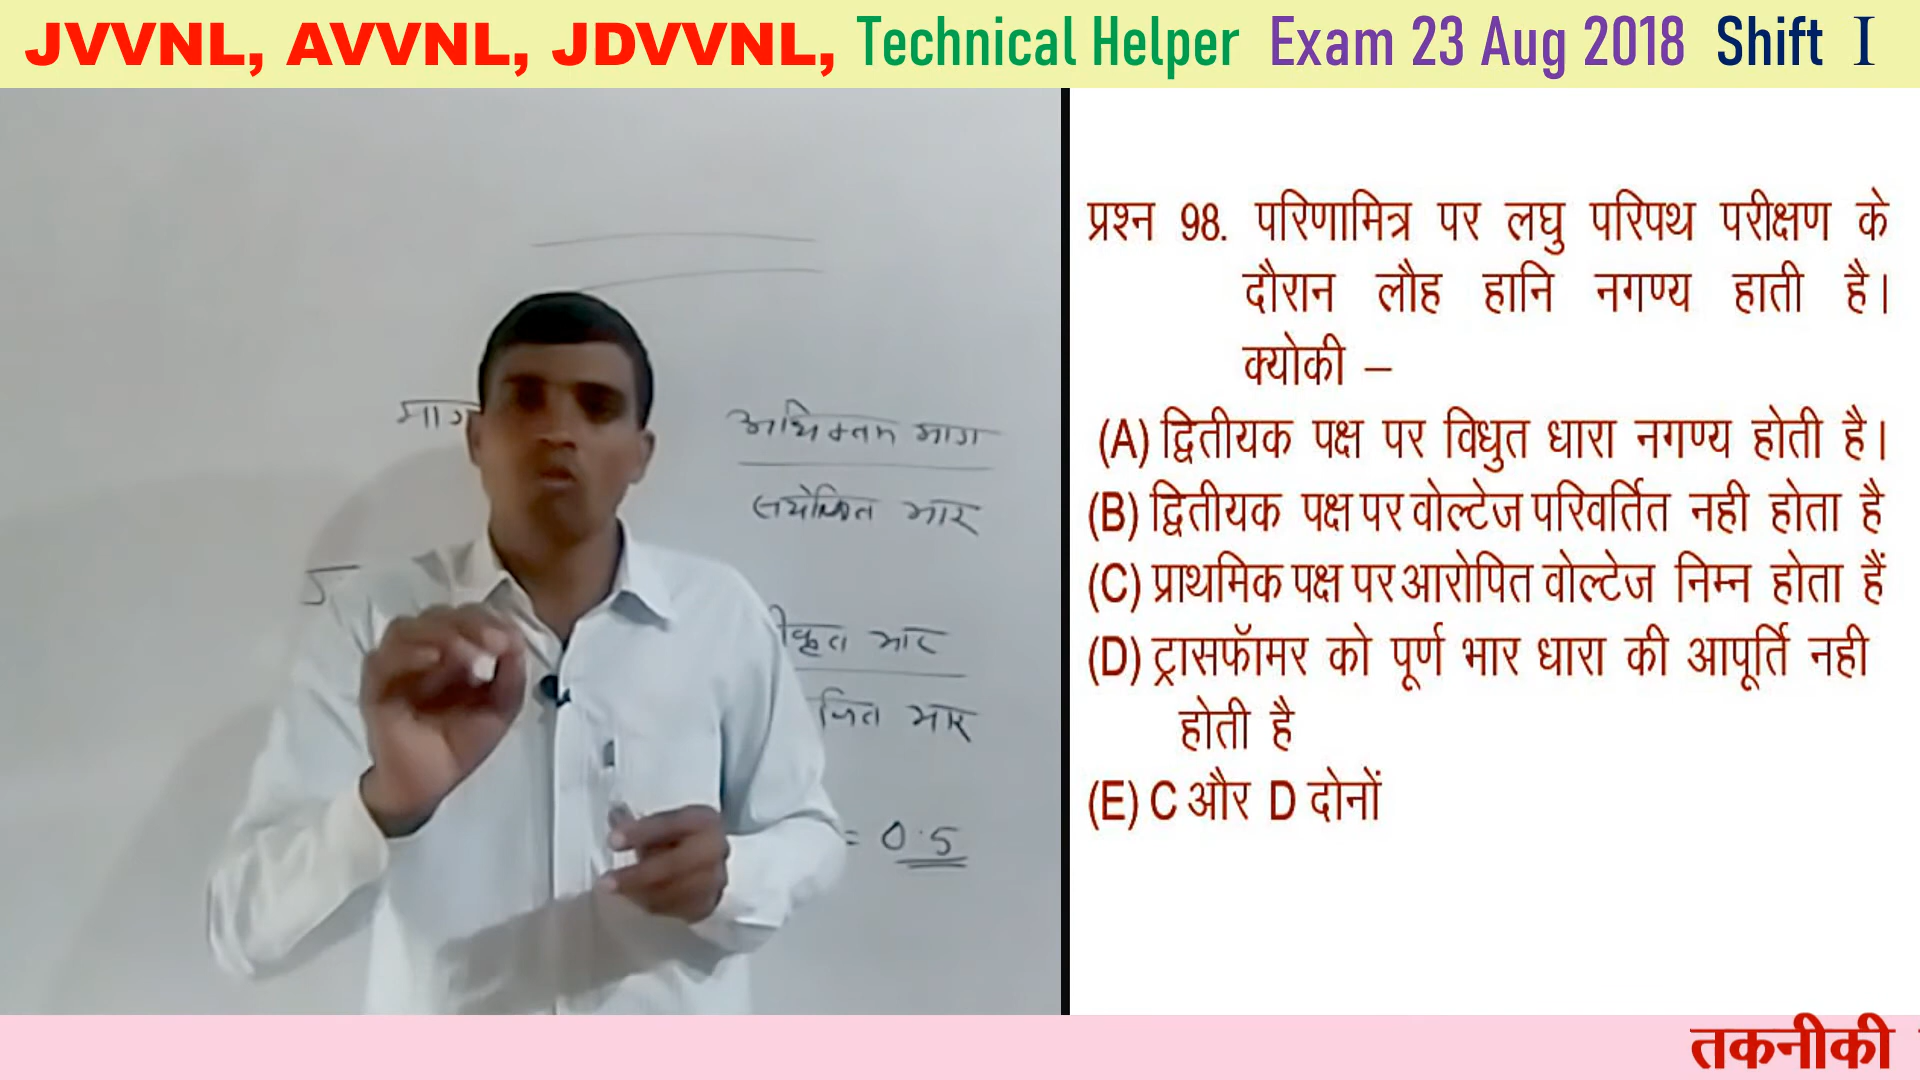 JVVNL, AVVNL, JDVVNL, Technical Helper Exam 23 Aug 2018 Shift I
माग
अधिकतम माग
संयोजित भार
ीकृत भार
जित भार
= 0.5
प्रश्न 98. परिणामित्र पर लघु परिपथ परीक्षण के
दौरान लौह हानि नगण्य हाती है।
क्योकी –
(A) द्वितीयक पक्ष पर विधुत धारा नगण्य होती है।
(B) द्वितीयक पक्ष पर वोल्टेज परिवर्तित नही होता है
(C) प्राथमिक पक्ष पर आरोपित वोल्टेज निम्न होता हैं
(D) ट्रासफॉमर को पूर्ण भार धारा की आपूर्ति नही
होती है
(E) C और D दोनों
तकनीकी